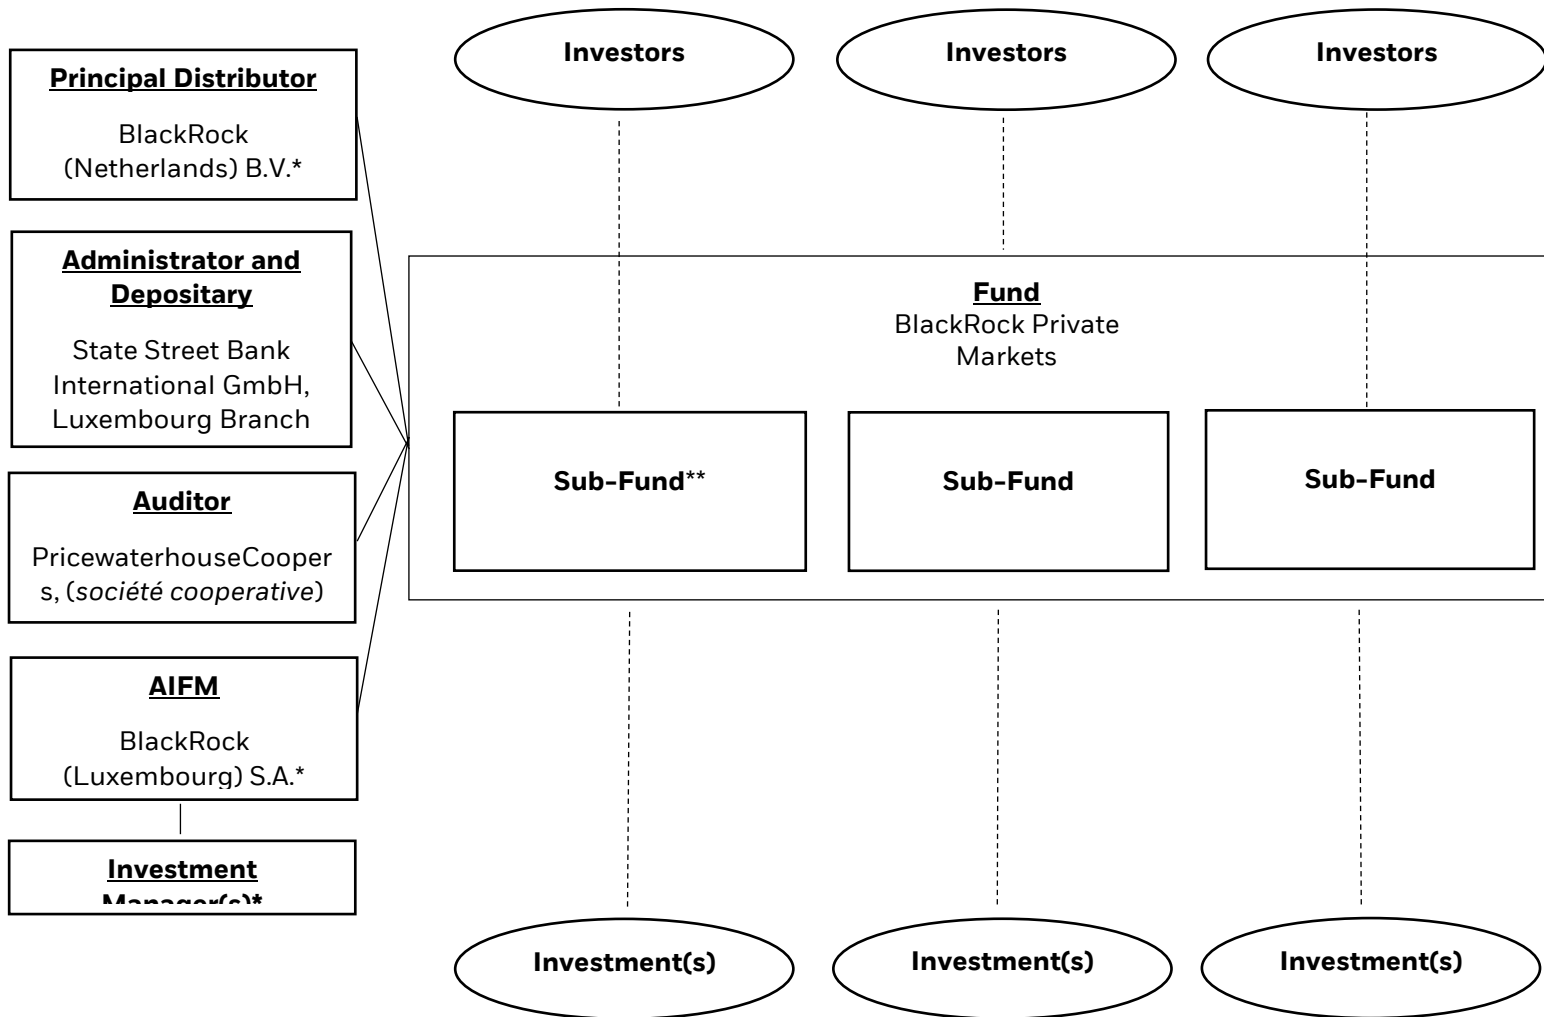 Investors
Investors
Investors
Principal Distributor
BlackRock
(Netherlands) B.V.*
Administrator and
Depositary
State Street Bank
International GmbH,
Luxembourg Branch
Auditor
PricewaterhouseCooper
s, (société cooperative)
AIFM
BlackRock
(Luxembourg) S.A.*
Investment
Manager(s)*
Fund
BlackRock Private
Markets
Sub-Fund**
Sub-Fund
Sub-Fund
Investment(s)
Investment(s)
Investment(s)